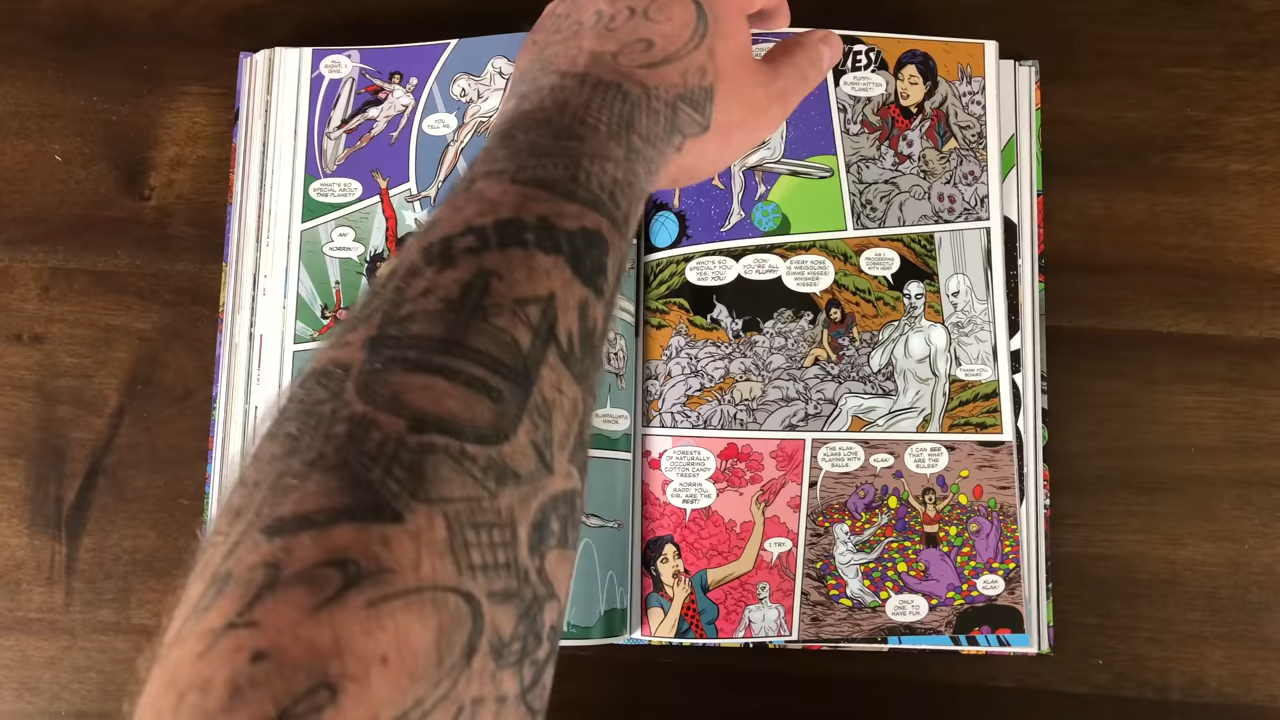 ALL
RIGHT, I
GIVE.
WHAT'S SO
SPECIAL ABOUT
THIS PLANET?
YOU
TELL ME.
AH!
NORRIN!!!
MINOR.
YES!
PUPPY-
BUNNY-KITTEN
PLANET!
WHO'S SO
SPECIAL? YOU!
YES, YOU!
AND YOU!
OOH!
YOU'RE ALL
SO FLUFFY!
EVERY NOSE
IS WRIGGLING!
GIMME KISSES!
WHISKER-
KISSES!
AM I
PROCEEDING
CORRECTLY
WITH HER?
THANK YOU,
BOARD.
FORESTS
OF NATURALLY
OCCURRING
COTTON CANDY
TREES?
NORRIN
RADD! YOU,
SIR, ARE THE
BEST!
I TRY.
THE KLAK-
KLAKS LOVE
PLAYING WITH
BALLS.
KLAK!
I CAN SEE
THAT. WHAT
ARE THE
RULES?
KLAK
KLAK!
ONLY
ONE. TO
HAVE FUN.